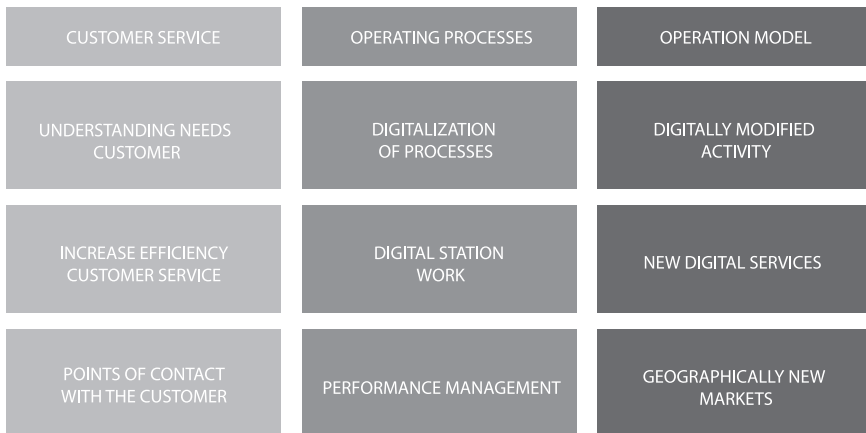 CUSTOMER SERVICE
OPERATING PROCESSES
OPERATION MODEL
UNDERSTANDING NEEDS
CUSTOMER
DIGITALIZATION
OF PROCESSES
DIGITALLY MODIFIED
ACTIVITY
INCREASE EFFICIENCY
CUSTOMER SERVICE
DIGITAL STATION
WORK
NEW DIGITAL SERVICES
POINTS OF CONTACT
WITH THE CUSTOMER
PERFORMANCE MANAGEMENT
GEOGRAPHICALLY NEW
MARKETS